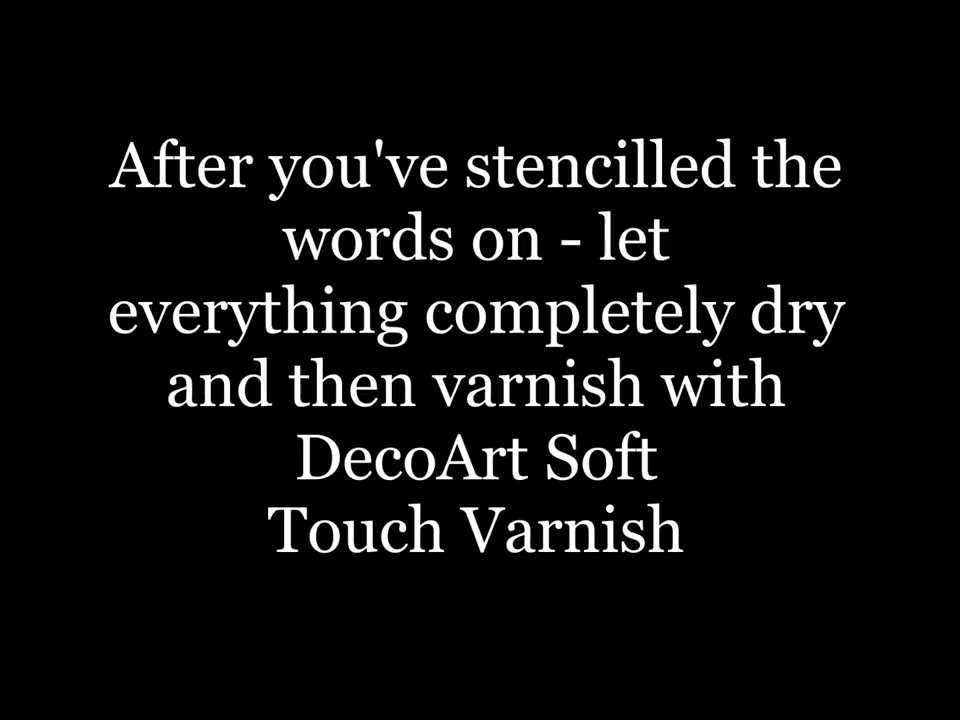 After you've stencilled the
words on - let
everything completely dry
and then varnish with
DecoArt Soft
Touch Varnish